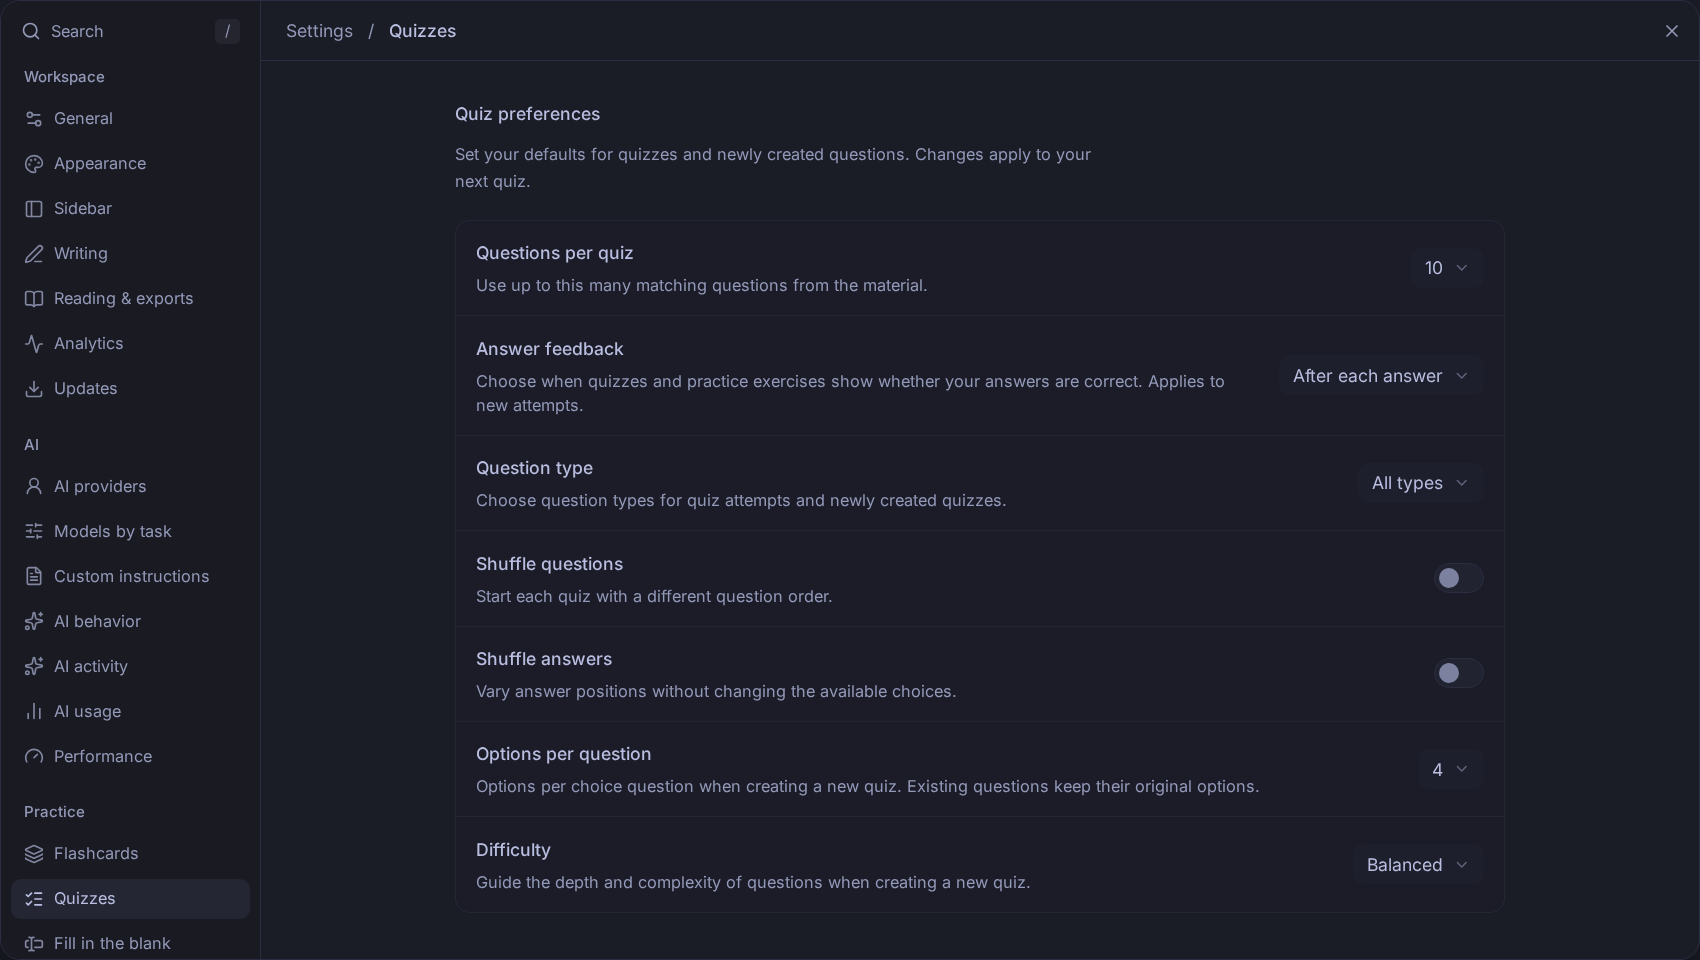 Search /
Workspace
General
Appearance
Sidebar
Writing
Reading & exports
Analytics
Updates
AI
AI providers
Models by task
Custom instructions
AI behavior
AI activity
AI usage
Performance
Practice
Flashcards
Quizzes
Fill in the blank
Settings / Quizzes
Quiz preferences
Set your defaults for quizzes and newly created questions. Changes apply to your
next quiz.
Questions per quiz
Use up to this many matching questions from the material.
10
Answer feedback
Choose when quizzes and practice exercises show whether your answers are correct. Applies to
new attempts.
After each answer
Question type
Choose question types for quiz attempts and newly created quizzes.
All types
Shuffle questions
Start each quiz with a different question order.
Shuffle answers
Vary answer positions without changing the available choices.
Options per question
Options per choice question when creating a new quiz. Existing questions keep their original options.
4
Difficulty
Guide the depth and complexity of questions when creating a new quiz.
Balanced